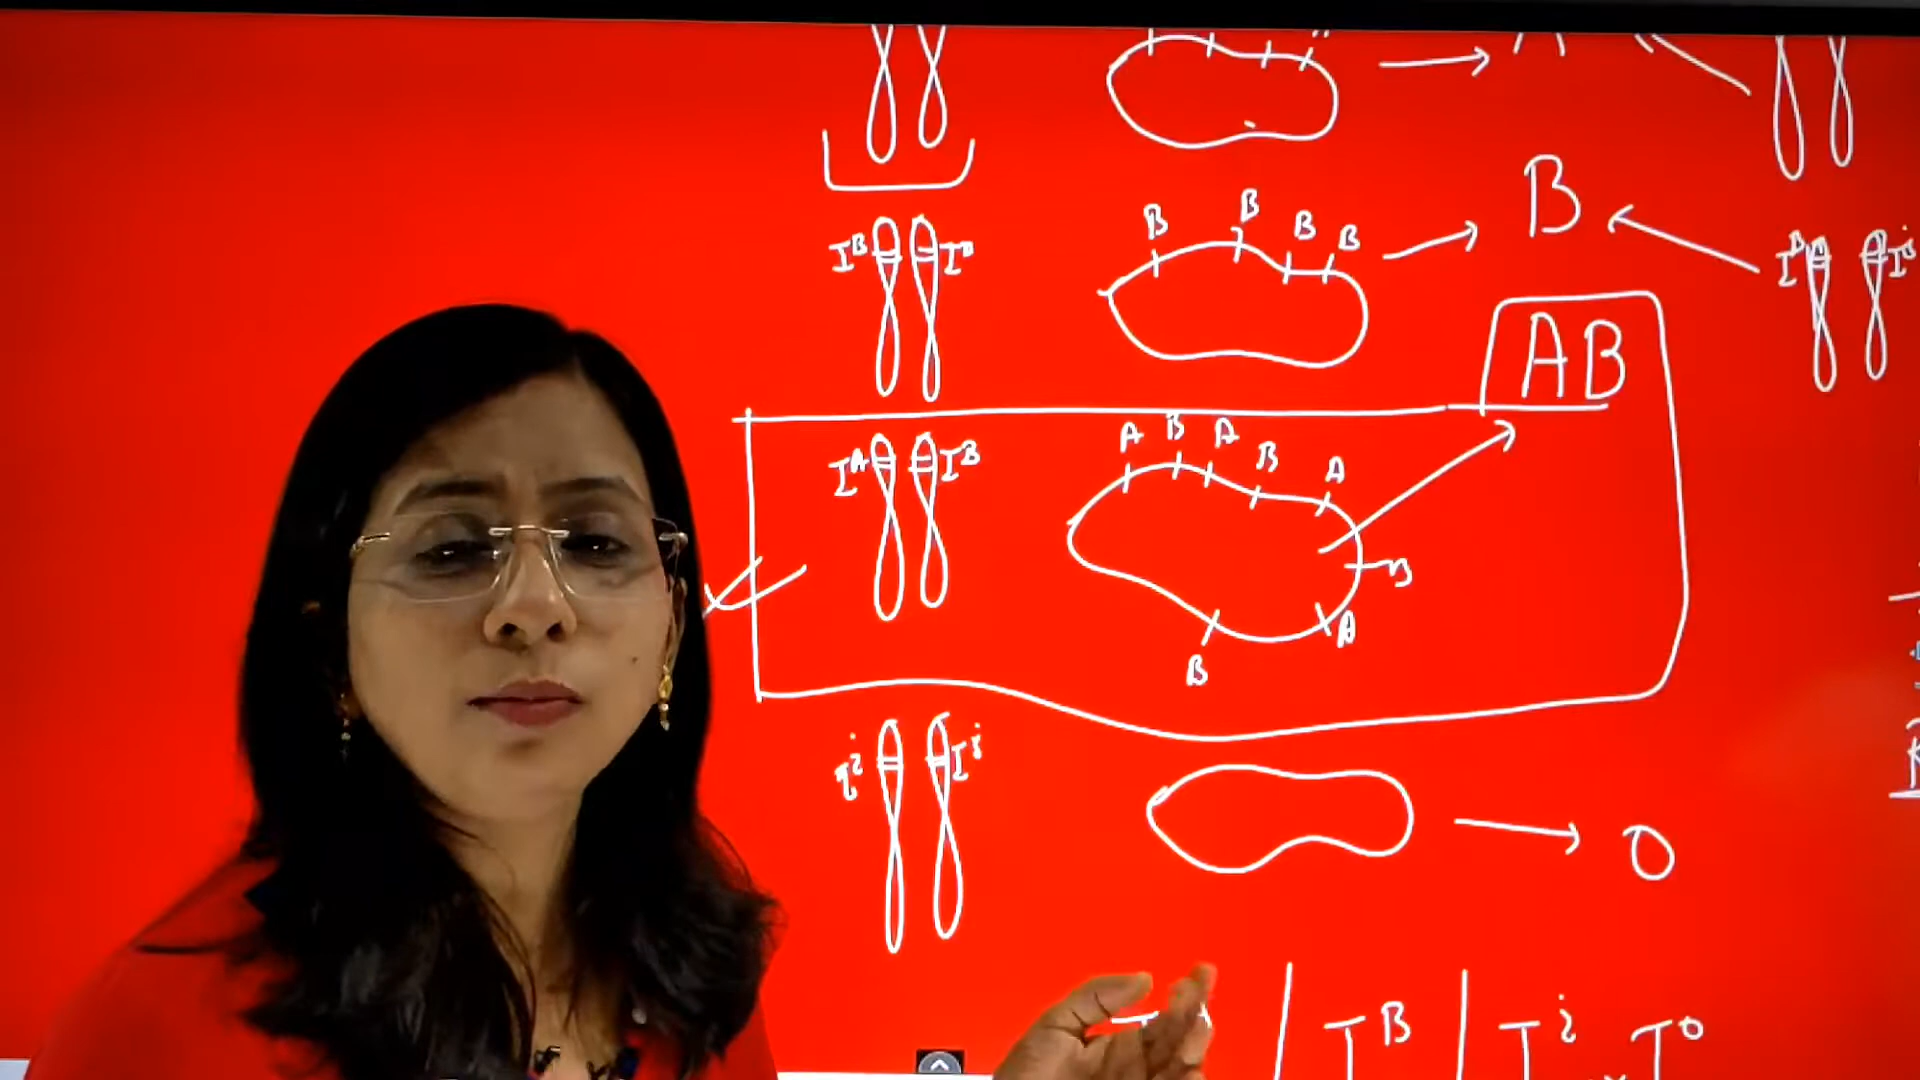 A
B B B B
I^B I^B
B
I^B I^i
AB
A B A B A
I^A I^B
B
A
B
I^i I^i
O
I^B | I^i I^o